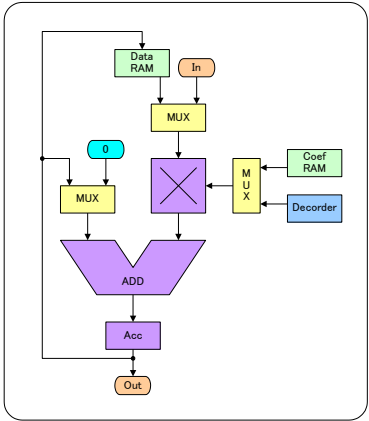 Data
RAM
In
MUX
0
MUX
M
U
X
Coef
RAM
Decorder
ADD
Acc
Out